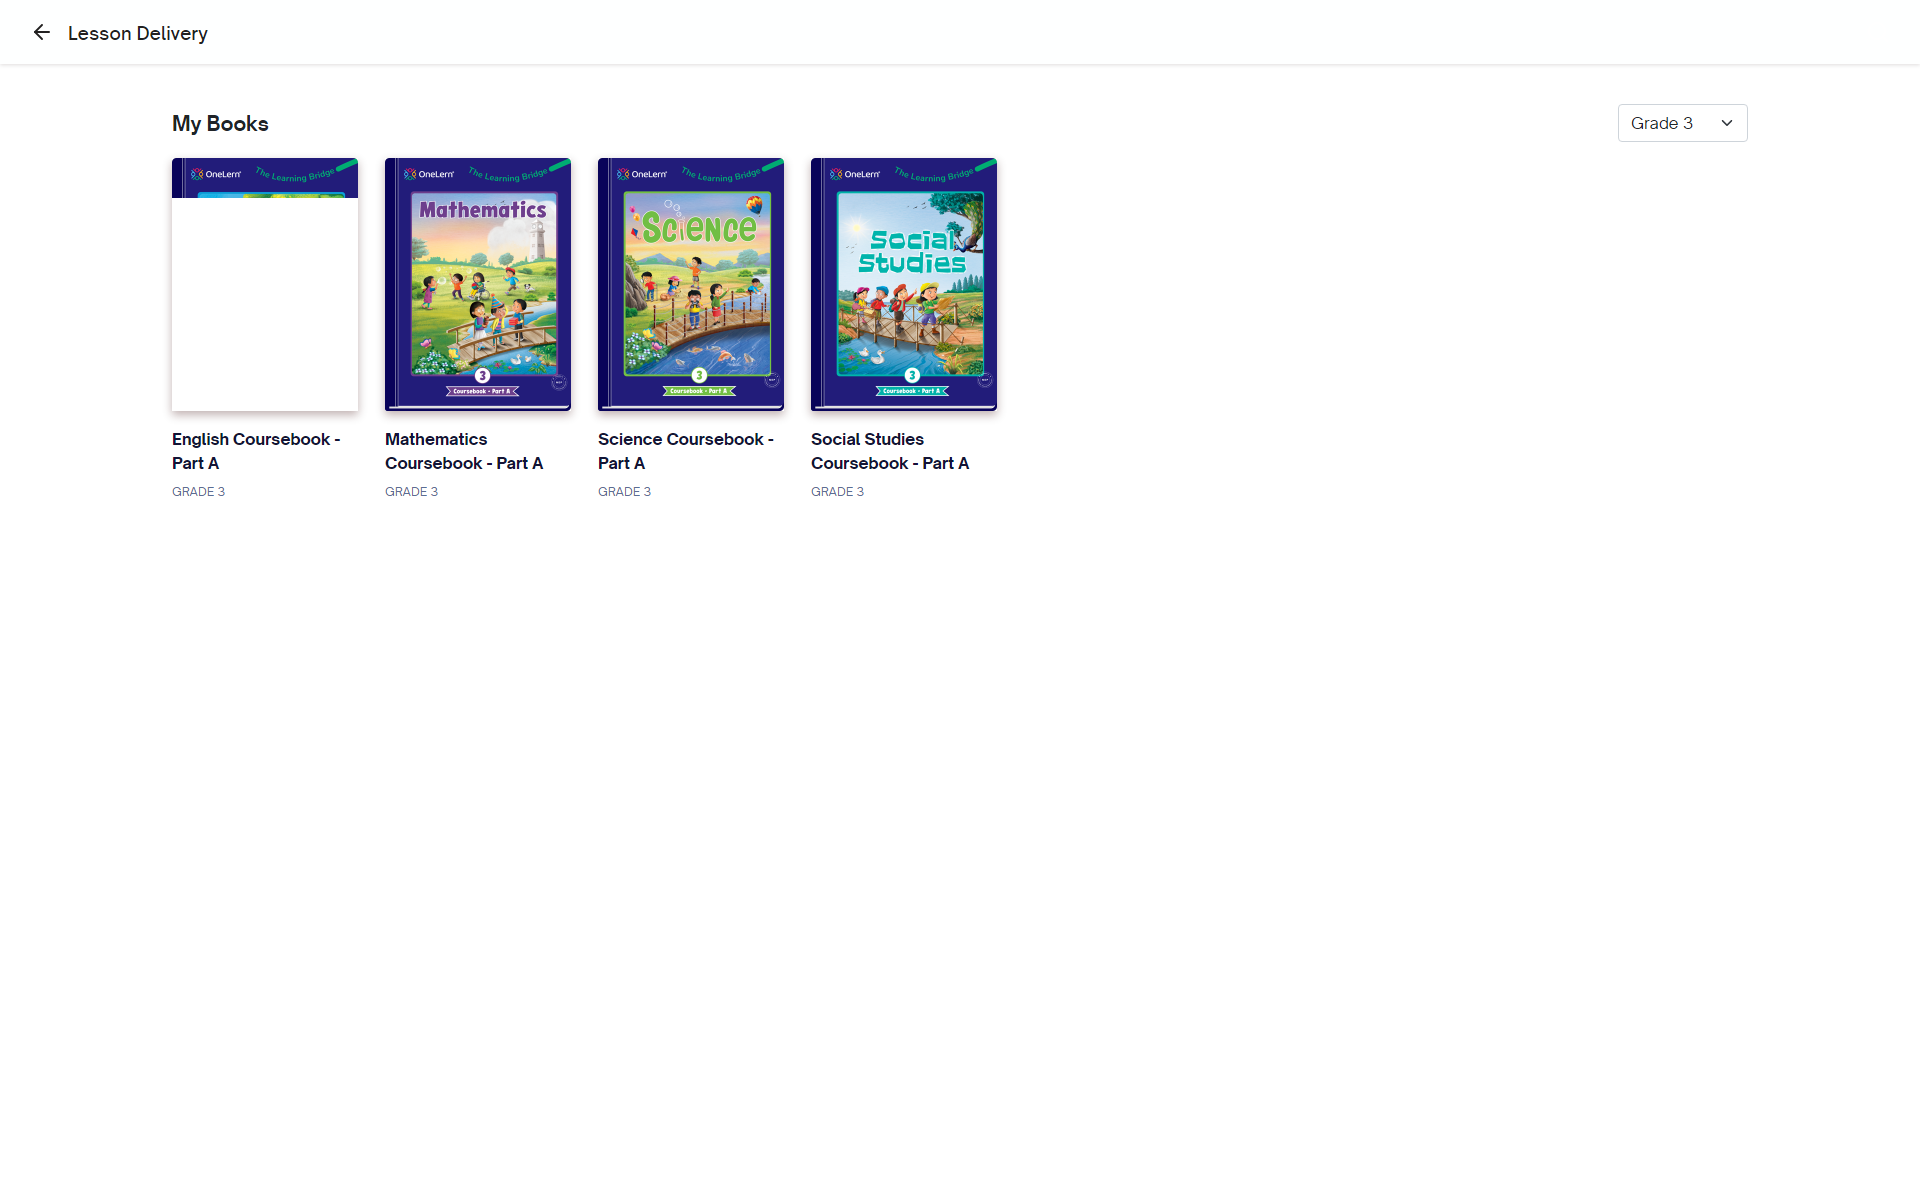 Lesson Delivery
My Books
Grade 3
OneLern
The Learning Bridge
OneLern
The Learning Bridge
Mathematics
3
Coursebook - Part A
OneLern
The Learning Bridge
Science
3
Coursebook - Part A
OneLern
The Learning Bridge
Social
Studies
3
Coursebook - Part A
English Coursebook -
Part A
GRADE 3
Mathematics
Coursebook - Part A
GRADE 3
Science Coursebook -
Part A
GRADE 3
Social Studies
Coursebook - Part A
GRADE 3